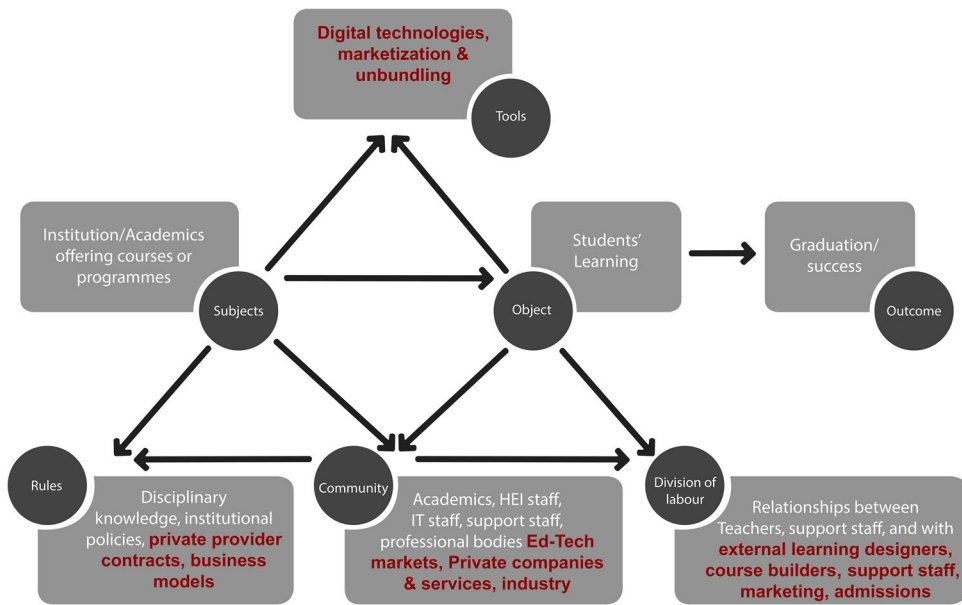 Digital technologies,
marketization &
unbundling
Tools
Institution/Academics
offering courses or
programmes
Subjects
Students'
Learning
Object
Graduation/
success
Outcome
Rules
Disciplinary
knowledge, institutional
policies, private provider
contracts, business
models
Community
Academics, HEI staff,
IT staff, support staff,
professional bodies Ed-Tech
markets, Private companies
& services, industry
Division of
labour
Relationships between
Teachers, support staff, and with
external learning designers,
course builders, support staff,
marketing, admissions